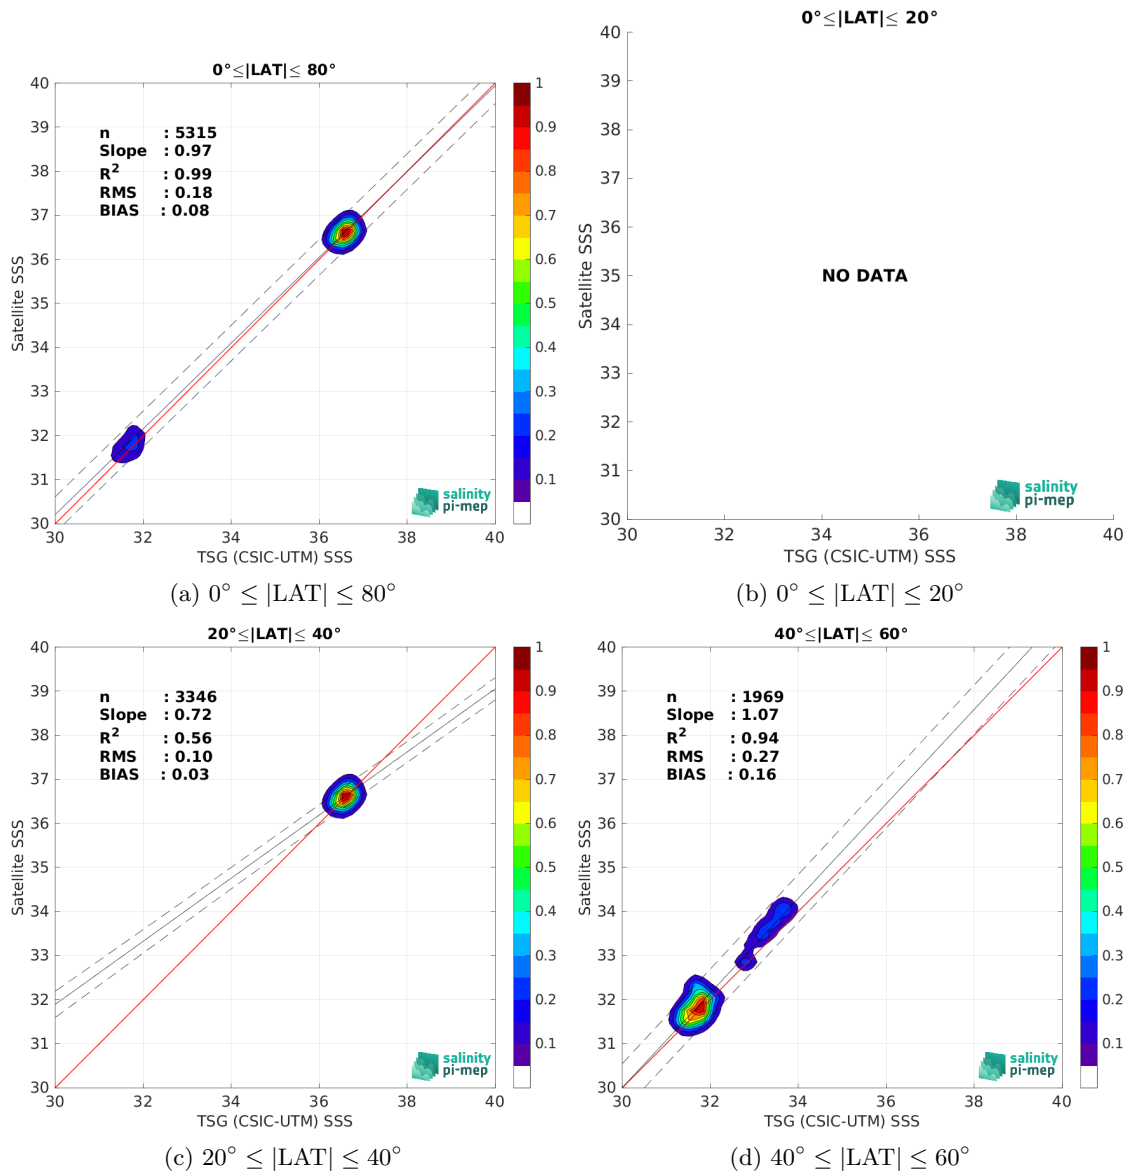 0°≤|LAT|≤ 80°
40
39
38
37
36
35
34
33
32
31
30
30 32 34 36 38 40
Satellite SSS
TSG (CSIC-UTM) SSS
n : 5315
Slope : 0.97
R² : 0.99
RMS : 0.18
BIAS : 0.08
1
0.9
0.8
0.7
0.6
0.5
0.4
0.3
0.2
0.1
salinity
pi-mep
(a) 0° ≤ |LAT| ≤ 80°
0°≤|LAT|≤ 20°
40
39
38
37
36
35
34
33
32
31
30
30 32 34 36 38 40
Satellite SSS
TSG (CSIC-UTM) SSS
NO DATA
salinity
pi-mep
(b) 0° ≤ |LAT| ≤ 20°
20°≤|LAT|≤ 40°
40
39
38
37
36
35
34
33
32
31
30
30 32 34 36 38 40
Satellite SSS
TSG (CSIC-UTM) SSS
n : 3346
Slope : 0.72
R² : 0.56
RMS : 0.10
BIAS : 0.03
1
0.9
0.8
0.7
0.6
0.5
0.4
0.3
0.2
0.1
salinity
pi-mep
(c) 20° ≤ |LAT| ≤ 40°
40°≤|LAT|≤ 60°
40
39
38
37
36
35
34
33
32
31
30
30 32 34 36 38 40
Satellite SSS
TSG (CSIC-UTM) SSS
n : 1969
Slope : 1.07
R² : 0.94
RMS : 0.27
BIAS : 0.16
1
0.9
0.8
0.7
0.6
0.5
0.4
0.3
0.2
0.1
salinity
pi-mep
(d) 40° ≤ |LAT| ≤ 60°